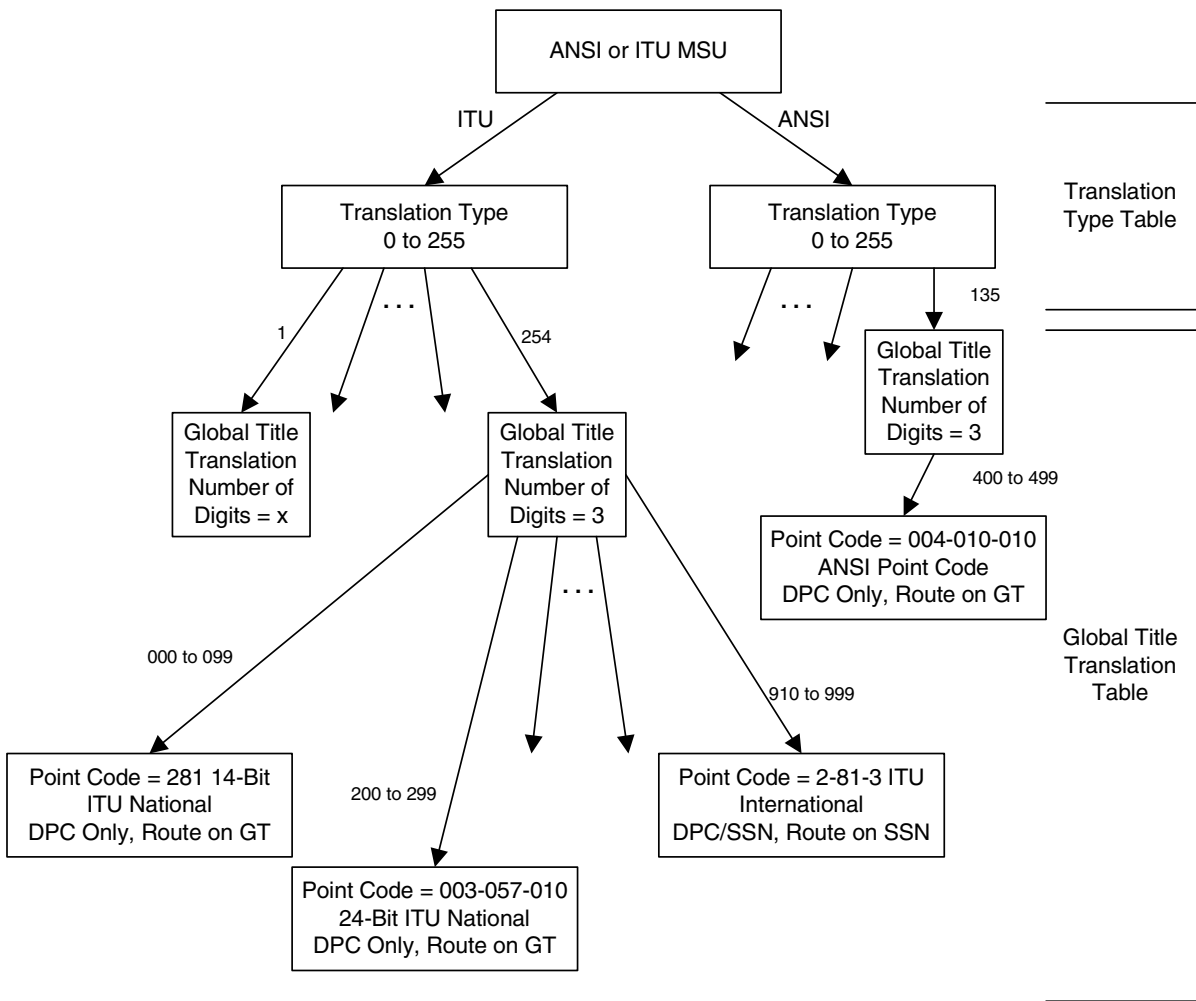 ANSI or ITU MSU
ITU
ANSI
Translation
Type Table
Translation Type
0 to 255
Translation Type
0 to 255
. . .
. . .
135
1
254
Global Title
Translation
Number of
Digits = 3
Global Title
Translation
Number of
Digits = x
Global Title
Translation
Number of
Digits = 3
400 to 499
Point Code = 004-010-010
ANSI Point Code
DPC Only, Route on GT
. . .
Global Title
Translation
Table
000 to 099
910 to 999
200 to 299
Point Code = 281 14-Bit
ITU National
DPC Only, Route on GT
Point Code = 2-81-3 ITU
International
DPC/SSN, Route on SSN
Point Code = 003-057-010
24-Bit ITU National
DPC Only, Route on GT